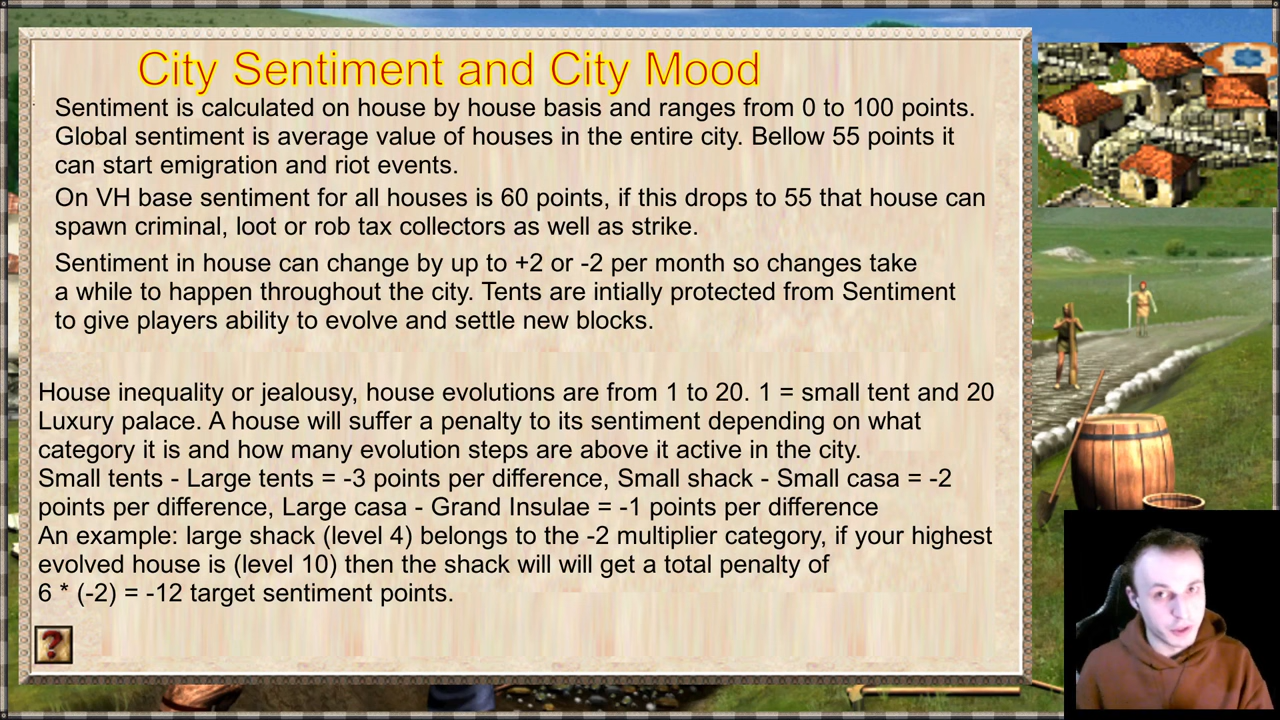 City Sentiment and City Mood
Sentiment is calculated on house by house basis and ranges from 0 to 100 points.
Global sentiment is average value of houses in the entire city. Bellow 55 points it
can start emigration and riot events.
On VH base sentiment for all houses is 60 points, if this drops to 55 that house can
spawn criminal, loot or rob tax collectors as well as strike.
Sentiment in house can change by up to +2 or -2 per month so changes take
a while to happen throughout the city. Tents are intially protected from Sentiment
to give players ability to evolve and settle new blocks.
House inequality or jealousy, house evolutions are from 1 to 20. 1 = small tent and 20
Luxury palace. A house will suffer a penalty to its sentiment depending on what
category it is and how many evolution steps are above it active in the city.
Small tents - Large tents = -3 points per difference, Small shack - Small casa = -2
points per difference, Large casa - Grand Insulae = -1 points per difference
An example: large shack (level 4) belongs to the -2 multiplier category, if your highest
evolved house is (level 10) then the shack will will get a total penalty of
6 * (-2) = -12 target sentiment points.
?